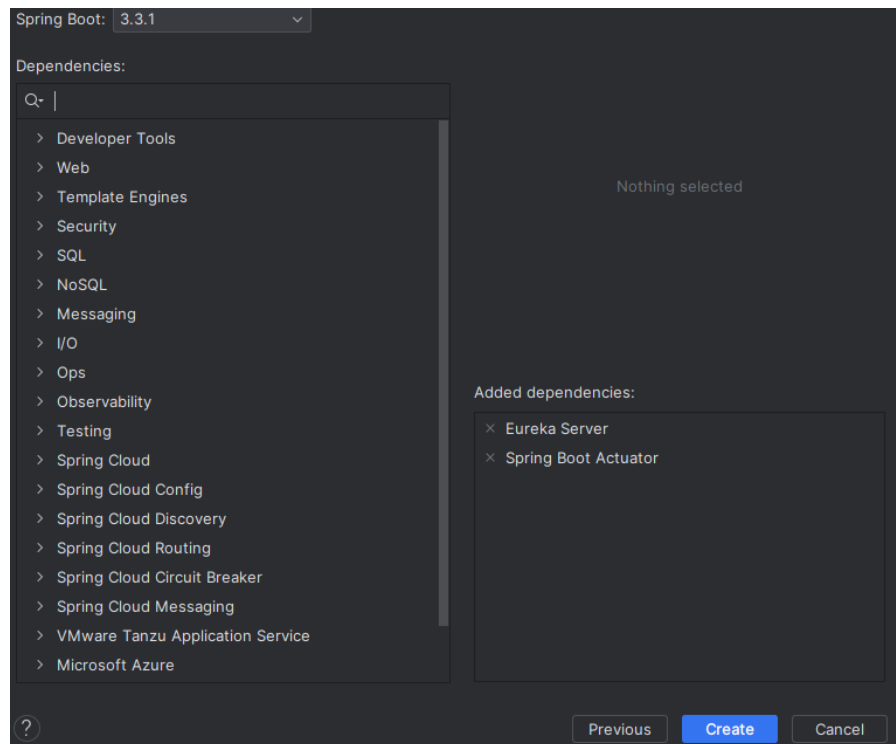 Spring Boot: 3.3.1
Dependencies:
Developer Tools
Web
Template Engines
Security
SQL
NoSQL
Messaging
I/O
Ops
Observability
Testing
Spring Cloud
Spring Cloud Config
Spring Cloud Discovery
Spring Cloud Routing
Spring Cloud Circuit Breaker
Spring Cloud Messaging
VMware Tanzu Application Service
Microsoft Azure
Nothing selected
Added dependencies:
Eureka Server
Spring Boot Actuator
?
Previous
Create
Cancel